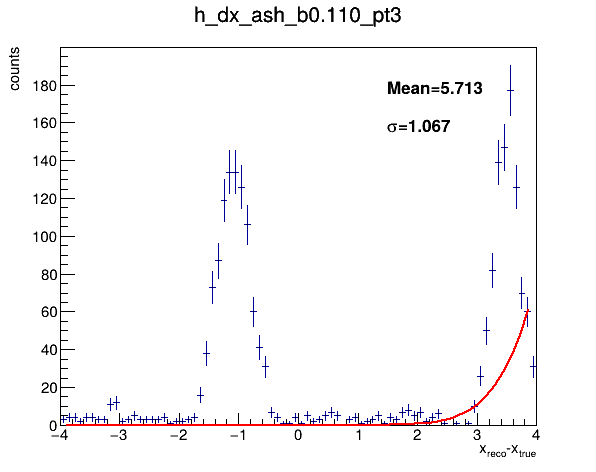 h_dx_ash_b0.110_pt3
counts
180
160
140
120
100
80
60
40
20
0
Mean=5.713
σ=1.067
−4 −3 −2 −1 0 1 2 3 4
x_reco-x_true